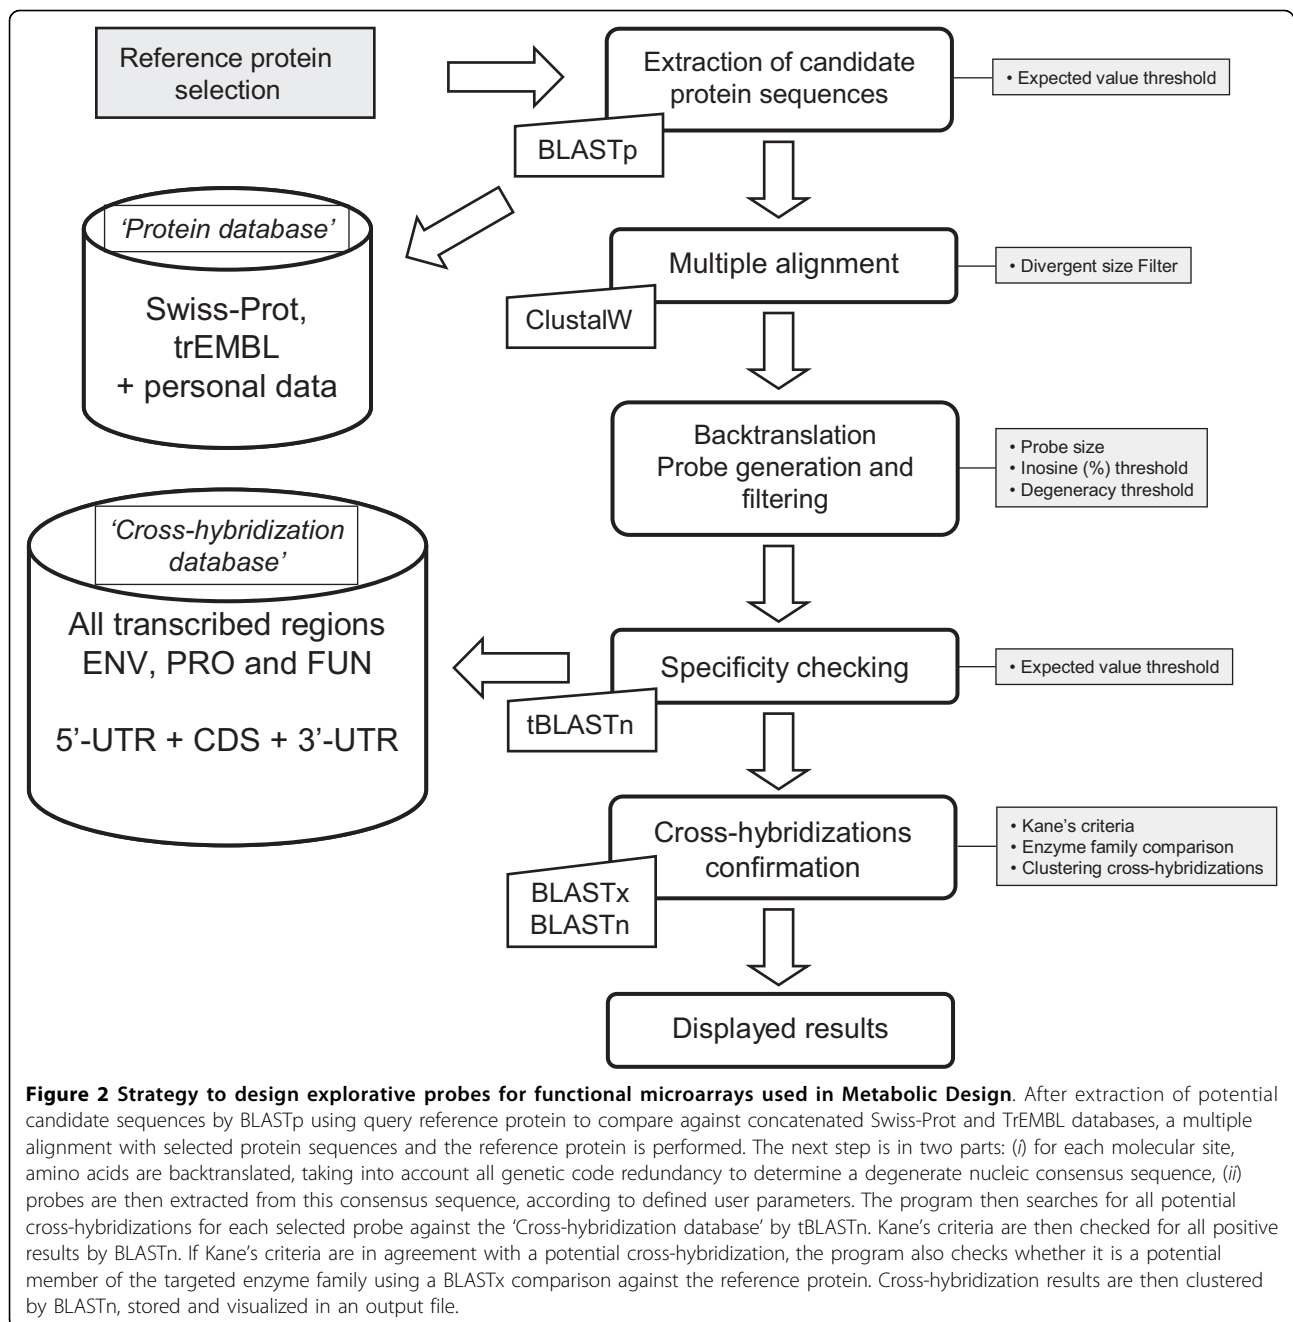 Reference protein
selection
Extraction of candidate
protein sequences
• Expected value threshold
BLASTp
‘Protein database’
Swiss-Prot,
trEMBL
+ personal data
Multiple alignment
• Divergent size Filter
ClustalW
Backtranslation
Probe generation and
filtering
• Probe size
• Inosine (%) threshold
• Degeneracy threshold
‘Cross-hybridization
database’
All transcribed regions
ENV, PRO and FUN
5’-UTR + CDS + 3’-UTR
Specificity checking
• Expected value threshold
tBLASTn
Cross-hybridizations
confirmation
• Kane’s criteria
• Enzyme family comparison
• Clustering cross-hybridizations
BLASTx
BLASTn
Displayed results
Figure 2 Strategy to design explorative probes for functional microarrays used in Metabolic Design. After extraction of potential
candidate sequences by BLASTp using query reference protein to compare against concatenated Swiss-Prot and TrEMBL databases, a multiple
alignment with selected protein sequences and the reference protein is performed. The next step is in two parts: (i) for each molecular site,
amino acids are backtranslated, taking into account all genetic code redundancy to determine a degenerate nucleic consensus sequence, (ii)
probes are then extracted from this consensus sequence, according to defined user parameters. The program then searches for all potential
cross-hybridizations for each selected probe against the ‘Cross-hybridization database’ by tBLASTn. Kane’s criteria are then checked for all positive
results by BLASTn. If Kane’s criteria are in agreement with a potential cross-hybridization, the program also checks whether it is a potential
member of the targeted enzyme family using a BLASTx comparison against the reference protein. Cross-hybridization results are then clustered
by BLASTn, stored and visualized in an output file.